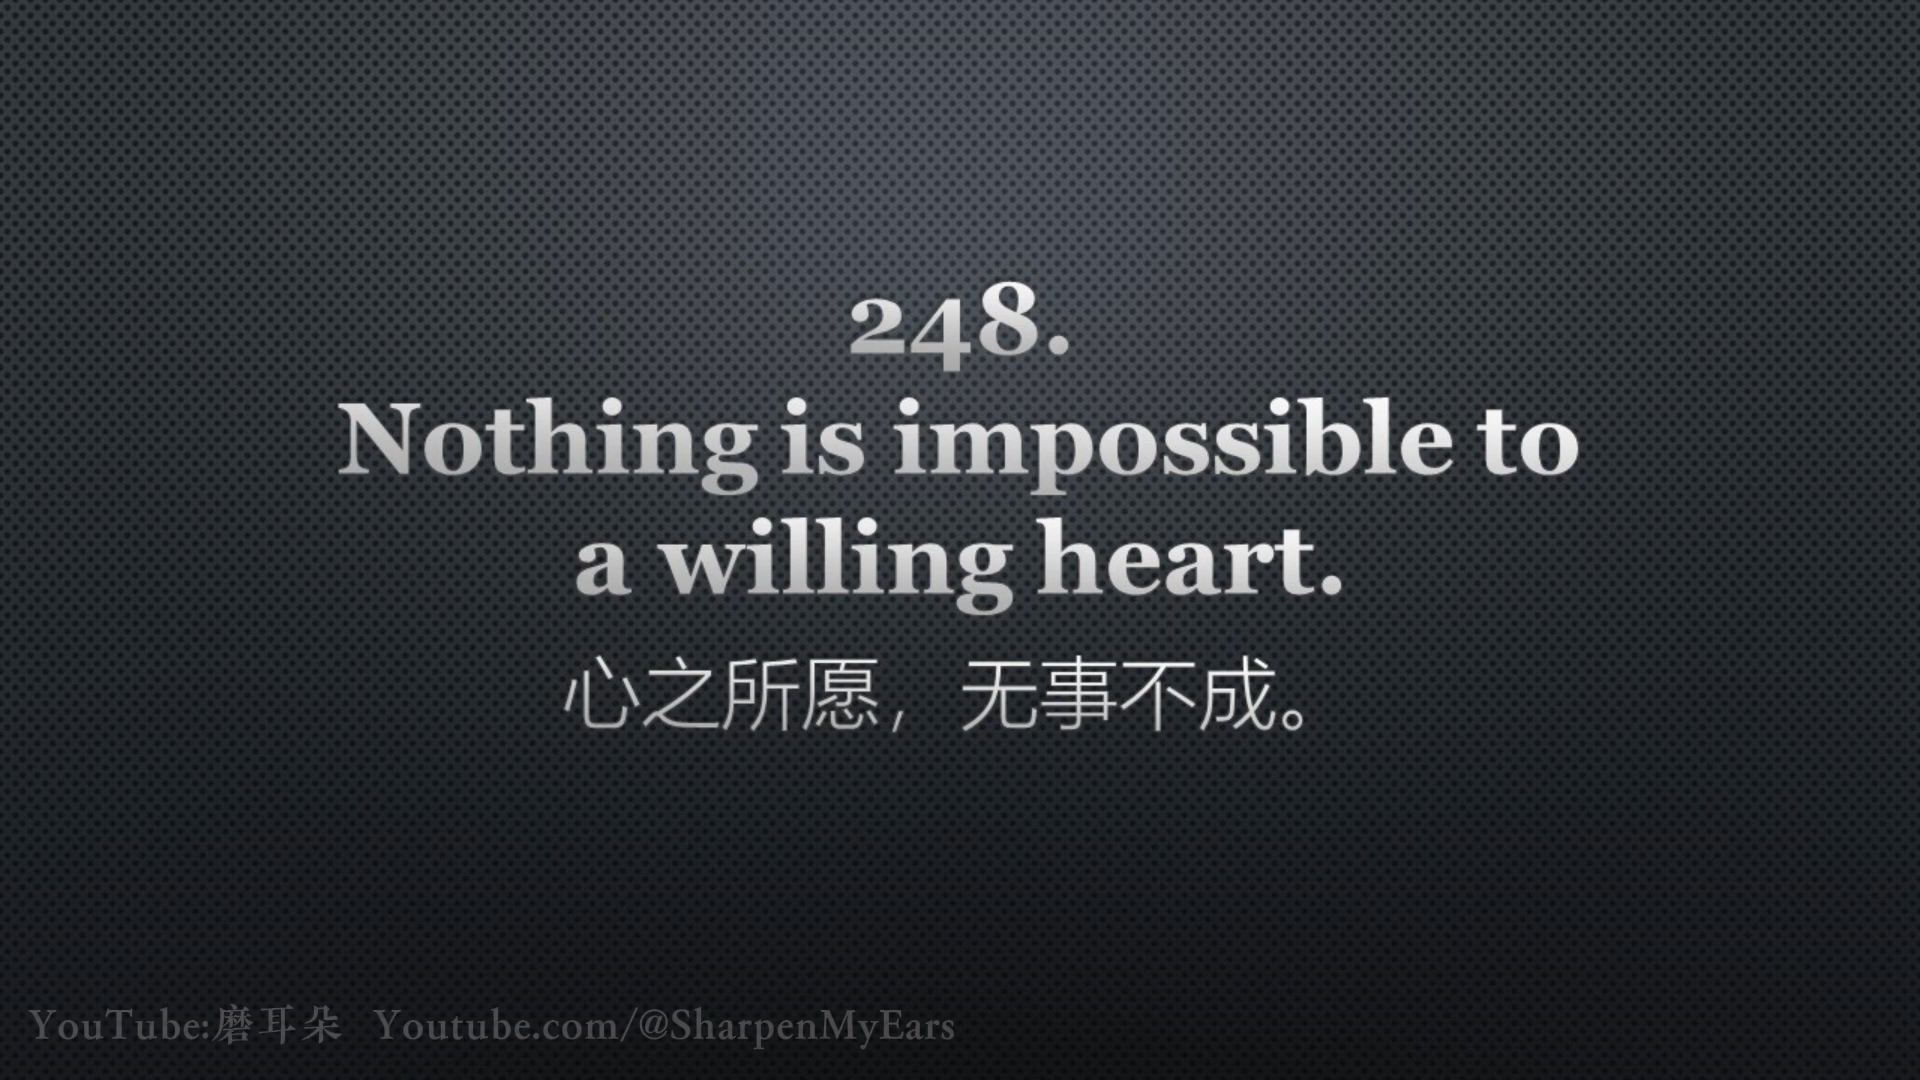 248.
Nothing is impossible to
a willing heart.
心之所愿，无事不成。
YouTube:磨耳朵 Youtube.com/@SharpenMyEars